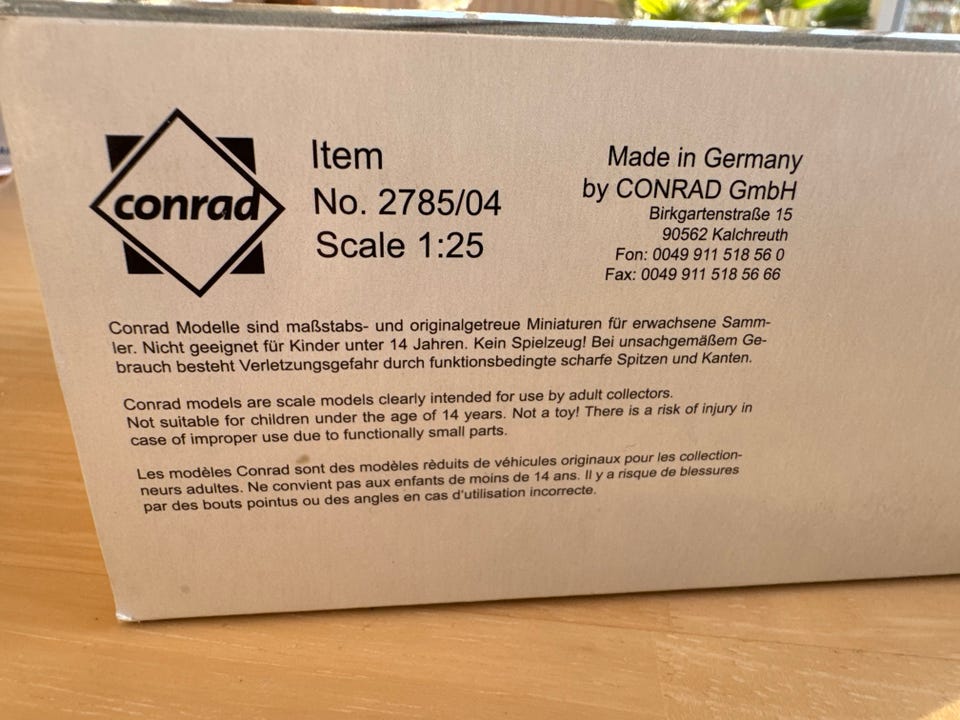 conrad
Item
No. 2785/04
Scale 1:25
Made in Germany
by CONRAD GmbH
Birkgartenstraße 15
90562 Kalchreuth
Fon: 0049 911 518 56 0
Fax: 0049 911 518 56 66
Conrad Modelle sind maßstabs- und originalgetreue Miniaturen für erwachsene Samm-
ler. Nicht geeignet für Kinder unter 14 Jahren. Kein Spielzeug! Bei unsachgemäßem Ge-
brauch besteht Verletzungsgefahr durch funktionsbedingte scharfe Spitzen und Kanten.
Conrad models are scale models clearly intended for use by adult collectors.
Not suitable for children under the age of 14 years. Not a toy! There is a risk of injury in
case of improper use due to functionally small parts.
Les modèles Conrad sont des modèles rèduits de véhicules originaux pour les collection-
neurs adultes. Ne convient pas aux enfants de moins de 14 ans. Il y a risque de blessures
par des bouts pointus ou des angles en cas d'utilisation incorrecte.